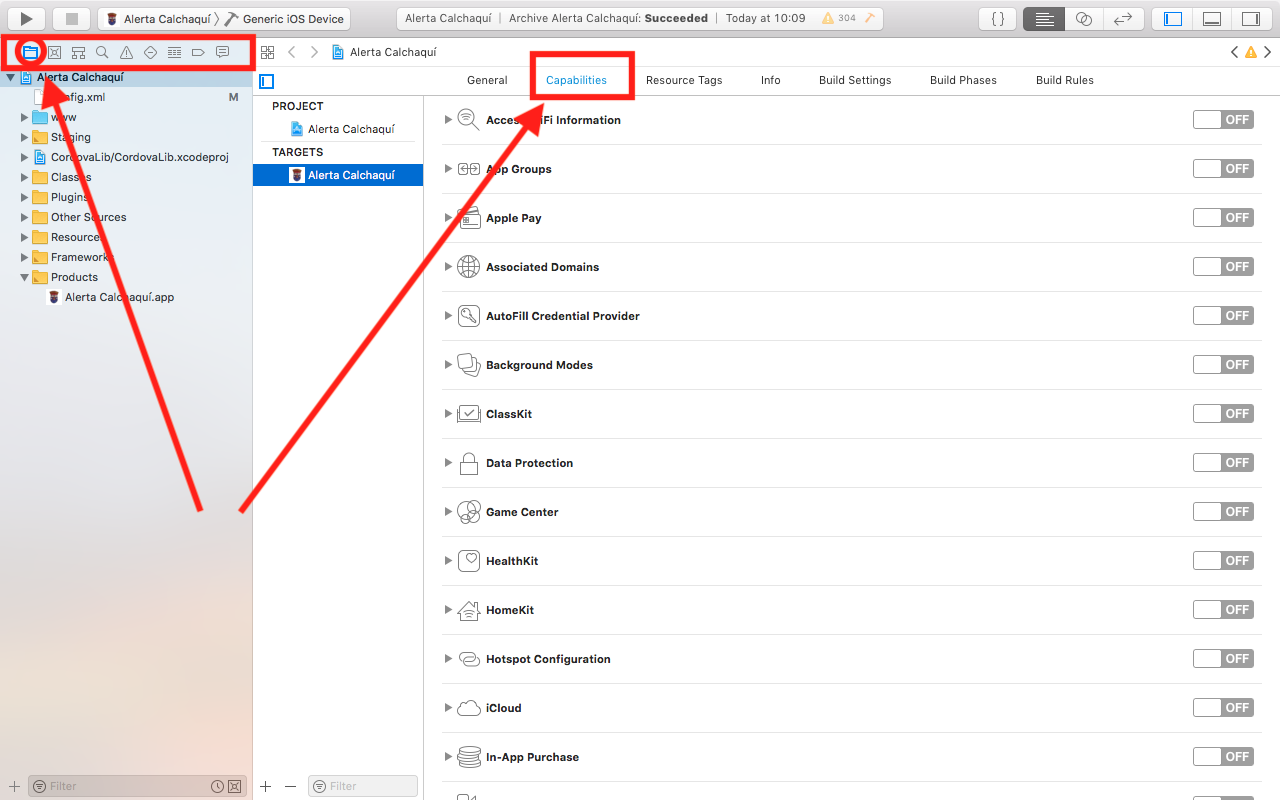 Alerta Calchaquí Generic iOS Device
Alerta Calchaquí Archive Alerta Calchaquí: Succeeded Today at 10:09 304
{ }
Alerta Calchaquí
Alerta Calchaquí
config.xml M
www
Staging
CordovaLib/CordovaLib.xcodeproj
Classes
Plugins
Other Sources
Resources
Frameworks
Products
Alerta Calchaquí.app
Filter
General Capabilities Resource Tags Info Build Settings Build Phases Build Rules
PROJECT
Alerta Calchaquí
TARGETS
Alerta Calchaquí
Filter
Access WiFi Information OFF
App Groups OFF
Apple Pay OFF
Associated Domains OFF
AutoFill Credential Provider OFF
Background Modes OFF
ClassKit OFF
Data Protection OFF
Game Center OFF
HealthKit OFF
HomeKit OFF
Hotspot Configuration OFF
iCloud OFF
In-App Purchase OFF